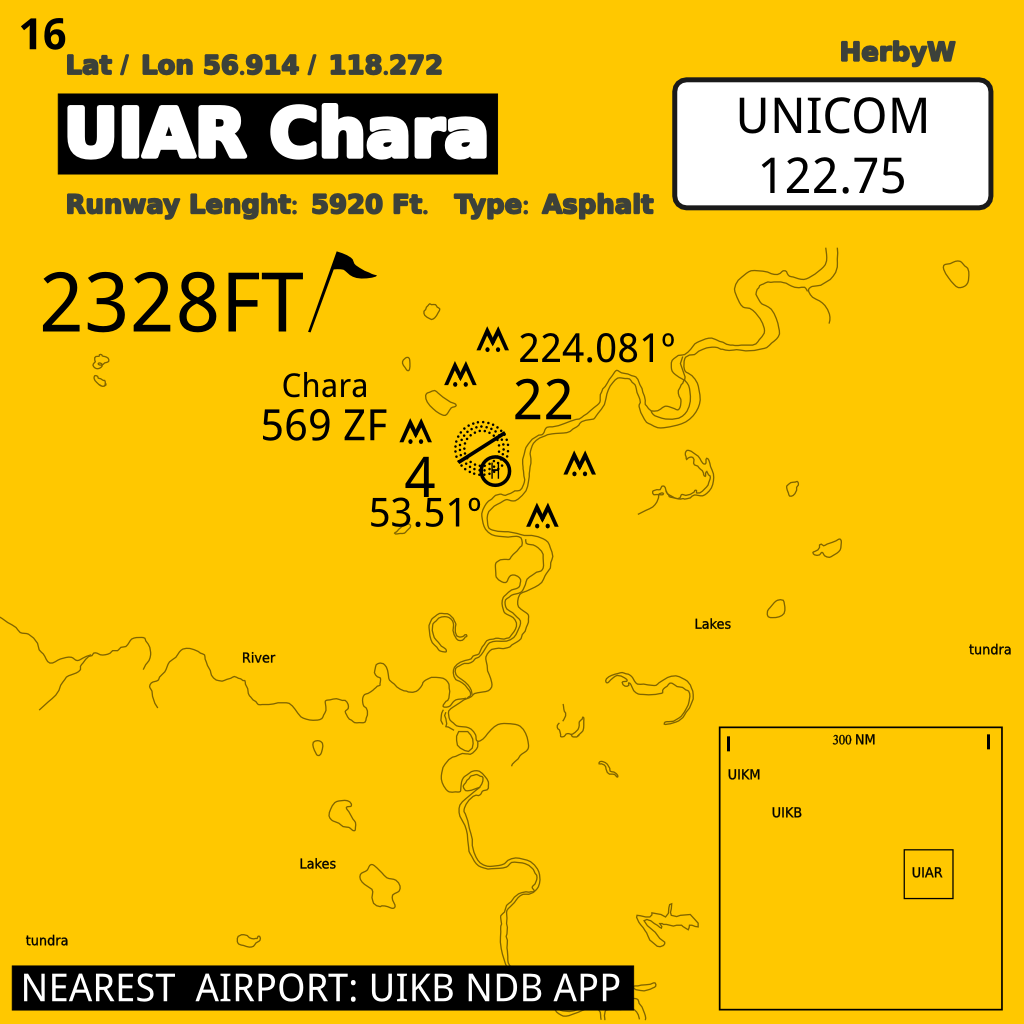 16
Lat / Lon 56.914 / 118.272
HerbyW
UIAR Chara
UNICOM
122.75
Runway Lenght: 5920 Ft. Type: Asphalt
2328FT
224.081º
Chara
22
569 ZF
4
53.51º
H
Lakes
tundra
River
300 NM
UIKM
UIKB
Lakes
UIAR
tundra
NEAREST AIRPORT: UIKB NDB APP